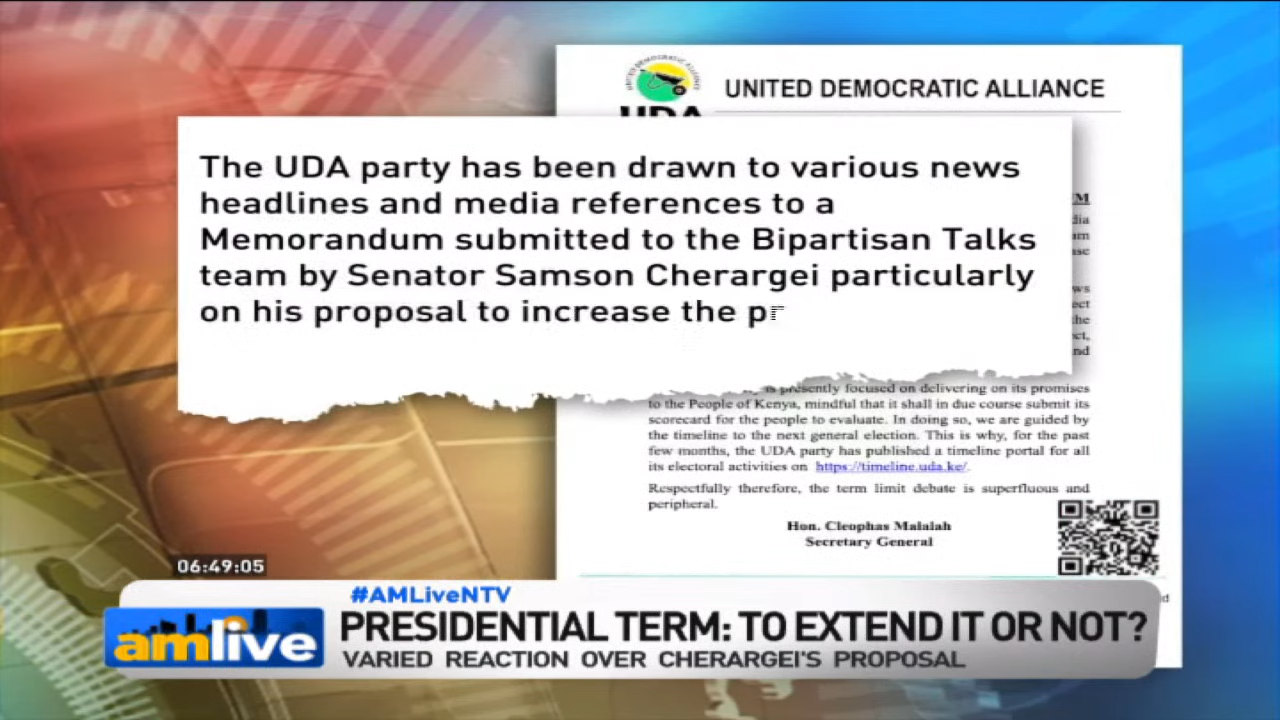 UNITED DEMOCRATIC ALLIANCE
UDA
The UDA party has been drawn to various news
headlines and media references to a
Memorandum submitted to the Bipartisan Talks
team by Senator Samson Cherargei particularly
on his proposal to increase the pr
is presently focused on delivering on its promises
to the People of Kenya, mindful that it shall in due course submit its
scorecard for the people to evaluate. In doing so, we are guided by
the timeline to the next general election. This is why, for the past
few months, the UDA party has published a timeline portal for all
its electoral activities on https://timeline.uda.ke/.
Respectfully therefore, the term limit debate is superfluous and
peripheral.
Hon. Cleophas Malalah
Secretary General
06:49:05
#AMLiveNTV
amlive
PRESIDENTIAL TERM: TO EXTEND IT OR NOT?
VARIED REACTION OVER CHERARGEI'S PROPOSAL